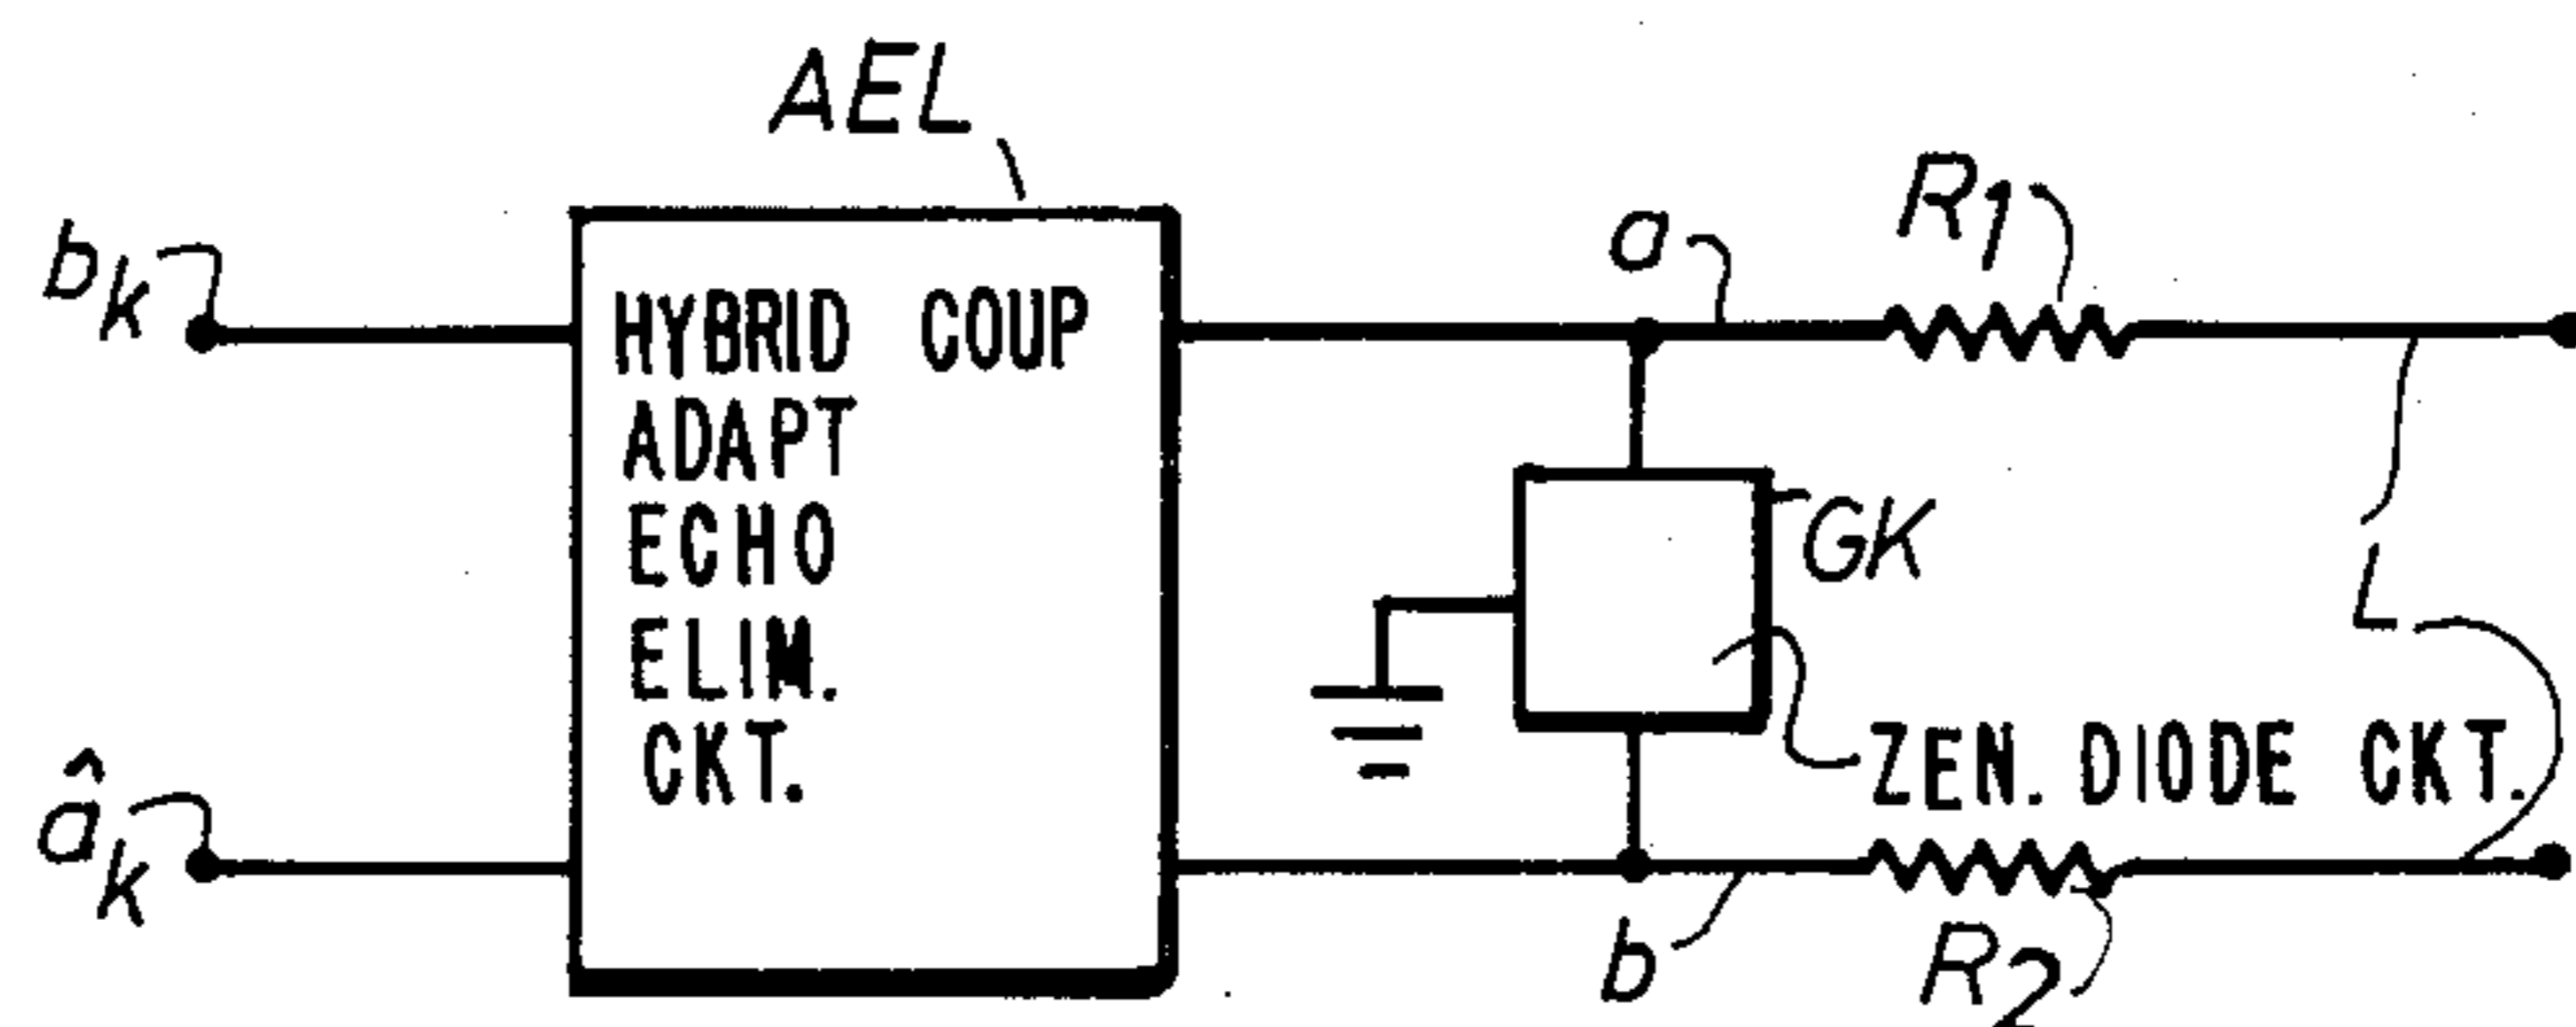 AEL
R1
a
b_k
HYBRID COUP
ADAPT
ECHO
ELIM.
CKT.
GK
L
ZEN. DIODE CKT.
â_k
b
R2